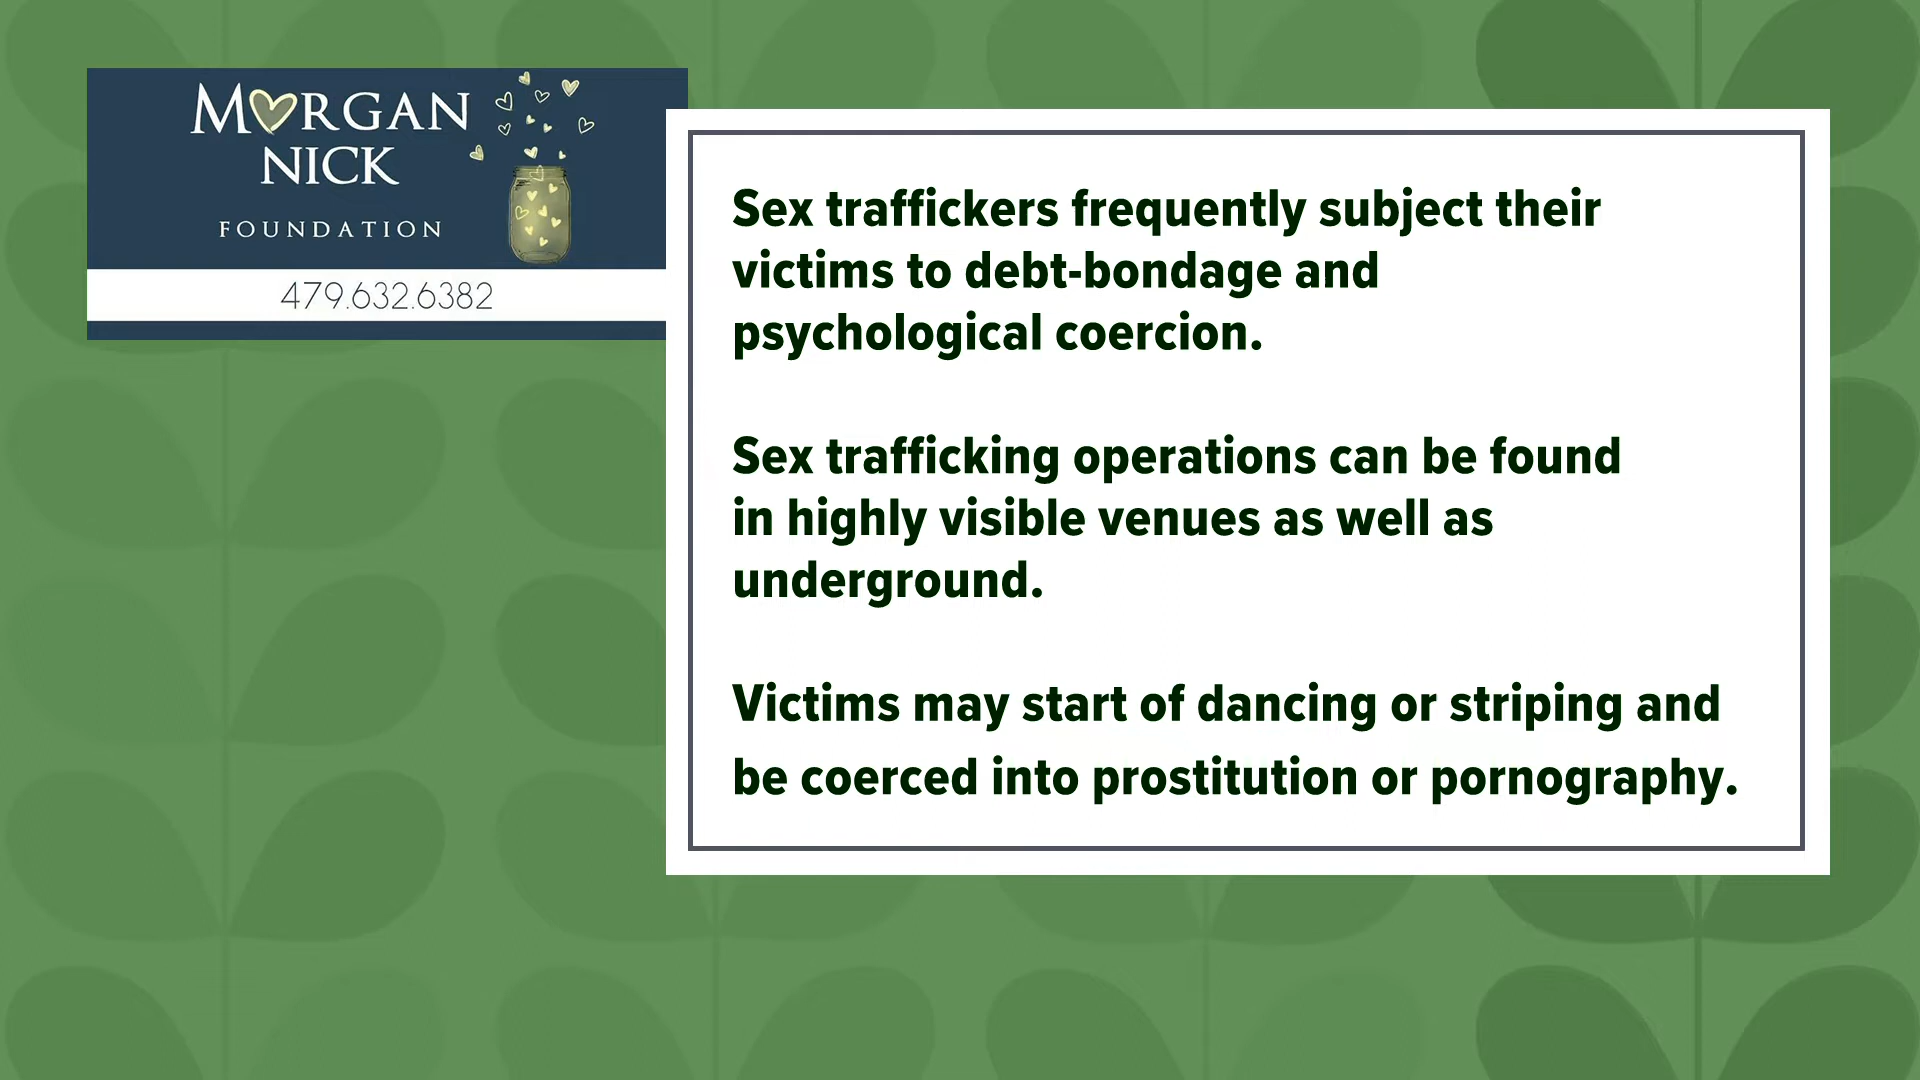 MORGAN
NICK
FOUNDATION
479.632.6382
Sex traffickers frequently subject their
victims to debt-bondage and
psychological coercion.
Sex trafficking operations can be found
in highly visible venues as well as
underground.
Victims may start of dancing or striping and
be coerced into prostitution or pornography.